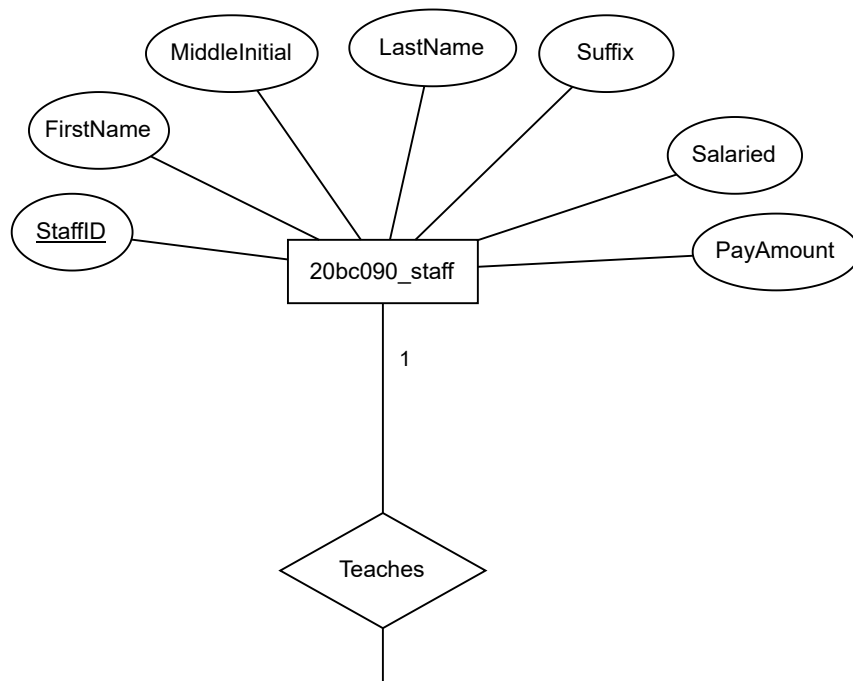 MiddleInitial
LastName
Suffix
FirstName
Salaried
StaffID
PayAmount
20bc090_staff
1
Teaches